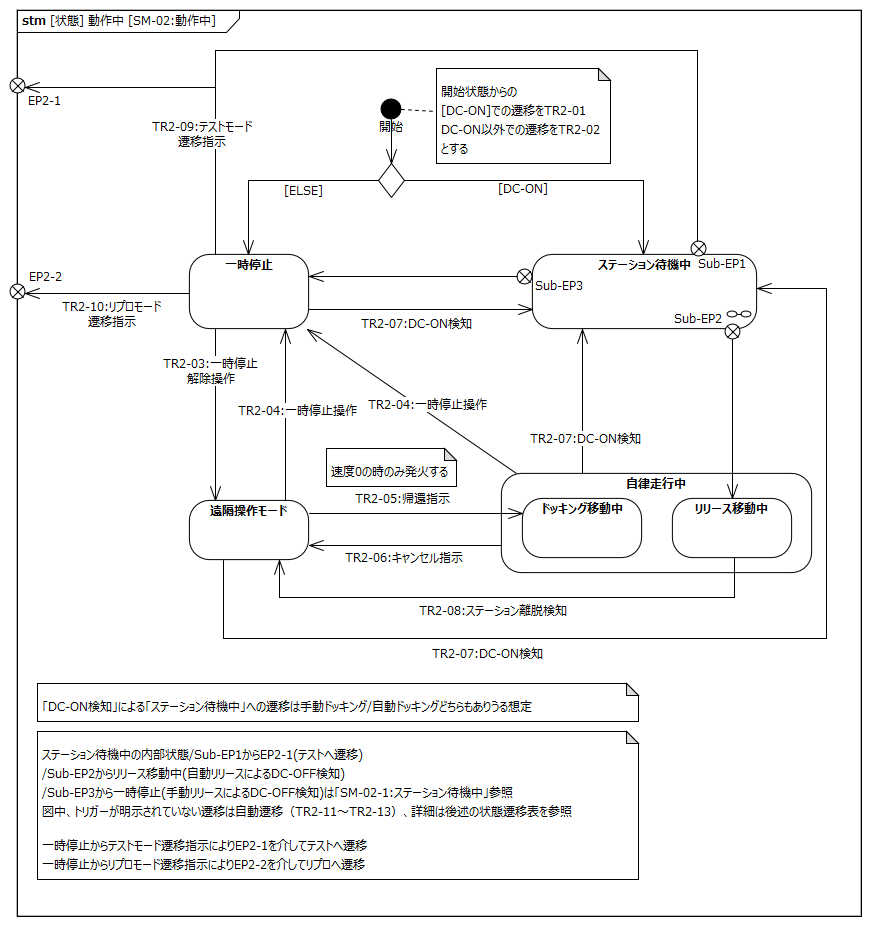 stm [状態] 動作中 [SM-02:動作中]
EP2-1
TR2-09:テストモード
遷移指示
開始
開始状態からの
[DC-ON]での遷移をTR2-01
DC-ON以外での遷移をTR2-02
とする
[ELSE]
[DC-ON]
一時停止
ステーション待機中
Sub-EP1
EP2-2
Sub-EP3
TR2-10:リプロモード
遷移指示
TR2-07:DC-ON検知
Sub-EP2
TR2-03:一時停止
解除操作
TR2-04:一時停止操作
TR2-04:一時停止操作
TR2-07:DC-ON検知
速度0の時のみ発火する
自律走行中
TR2-05:帰還指示
遠隔操作モード
ドッキング移動中
リリース移動中
TR2-06:キャンセル指示
TR2-08:ステーション離脱検知
TR2-07:DC-ON検知
「DC-ON検知」による「ステーション待機中」への遷移は手動ドッキング/自動ドッキングどちらもありうる想定
ステーション待機中の内部状態/Sub-EP1からEP2-1(テストへ遷移)
/Sub-EP2からリリース移動中(自動リリースによるDC-OFF検知)
/Sub-EP3から一時停止(手動リリースによるDC-OFF検知)は「SM-02-1:ステーション待機中」参照
図中、トリガーが明示されていない遷移は自動遷移（TR2-11～TR2-13）、詳細は後述の状態遷移表を参照
一時停止からテストモード遷移指示によりEP2-1を介してテストへ遷移
一時停止からリプロモード遷移指示によりEP2-2を介してリプロへ遷移